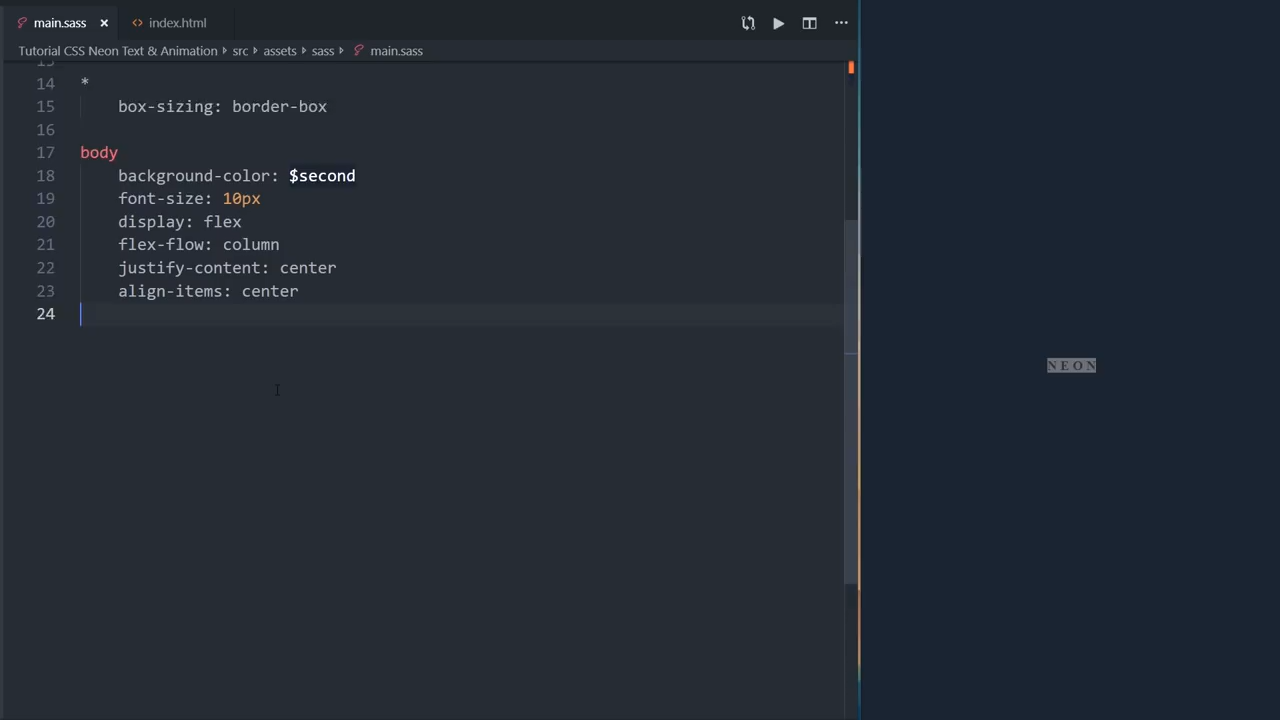 main.sass × <> index.html
Tutorial CSS Neon Text & Animation > src > assets > sass > main.sass
14 *
15 box-sizing: border-box
16
17 body
18 background-color: $second
19 font-size: 10px
20 display: flex
21 flex-flow: column
22 justify-content: center
23 align-items: center
24
NEON